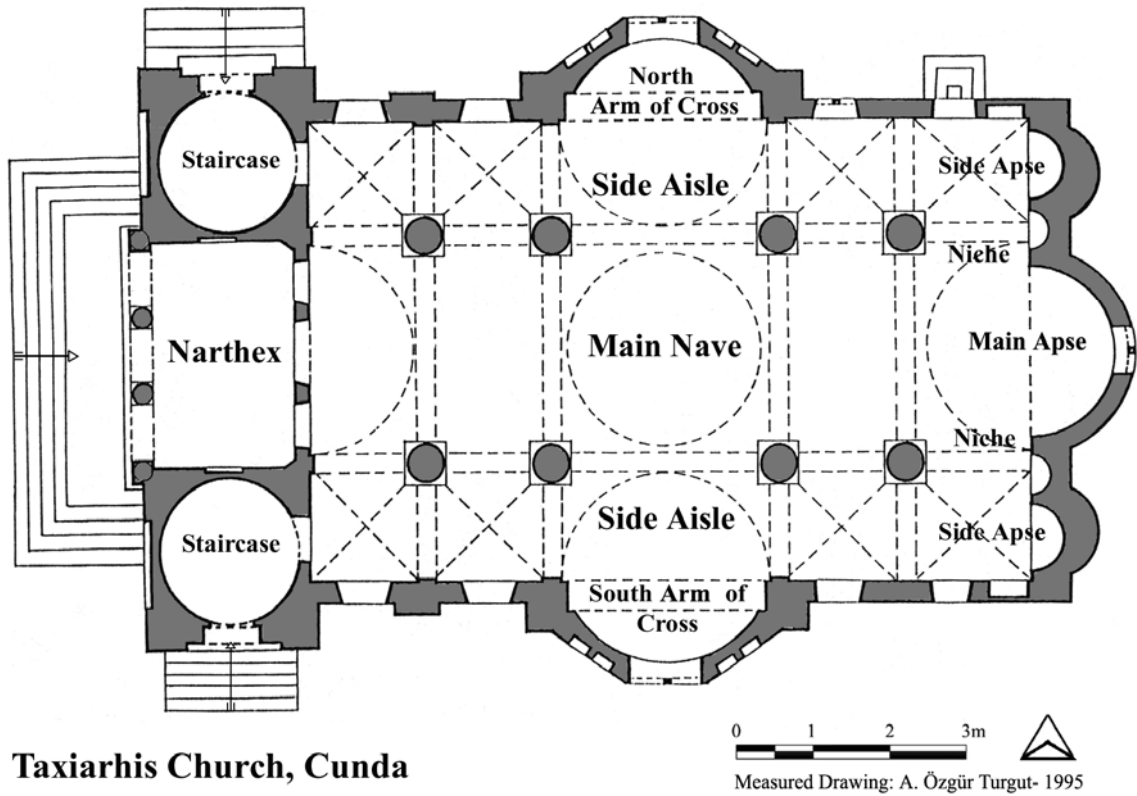 North
Arm of Cross
Staircase
Side Aisle
Side Apse
Niche
Narthex
Main Nave
Main Apse
Niche
Staircase
Side Aisle
Side Apse
South Arm of
Cross
0 1 2 3m
Taxiarhis Church, Cunda
Measured Drawing: A. Özgür Turgut- 1995